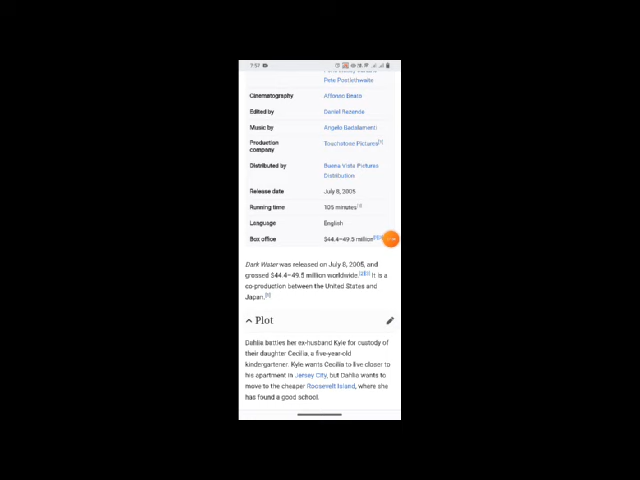 7:57
Pete Postlethwaite
Cinematography Affonso Beato
Edited by Daniel Rezende
Music by Angelo Badalamenti
Production Touchstone Pictures[1]
company
Distributed by Buena Vista Pictures
Distribution
Release date July 8, 2005
Running time 105 minutes[1]
Language English
Box office $44.4–49.5 million
Dark Water was released on July 8, 2005, and
grossed $44.4–49.5 million worldwide.[2][3] It is a
co-production between the United States and
Japan.
Plot
Dahlia battles her ex-husband Kyle for custody of
their daughter Cecilia, a five-year-old
kindergartener. Kyle wants Cecilia to live closer to
his apartment in Jersey City, but Dahlia wants to
move to the cheaper Roosevelt Island, where she
has found a good school.